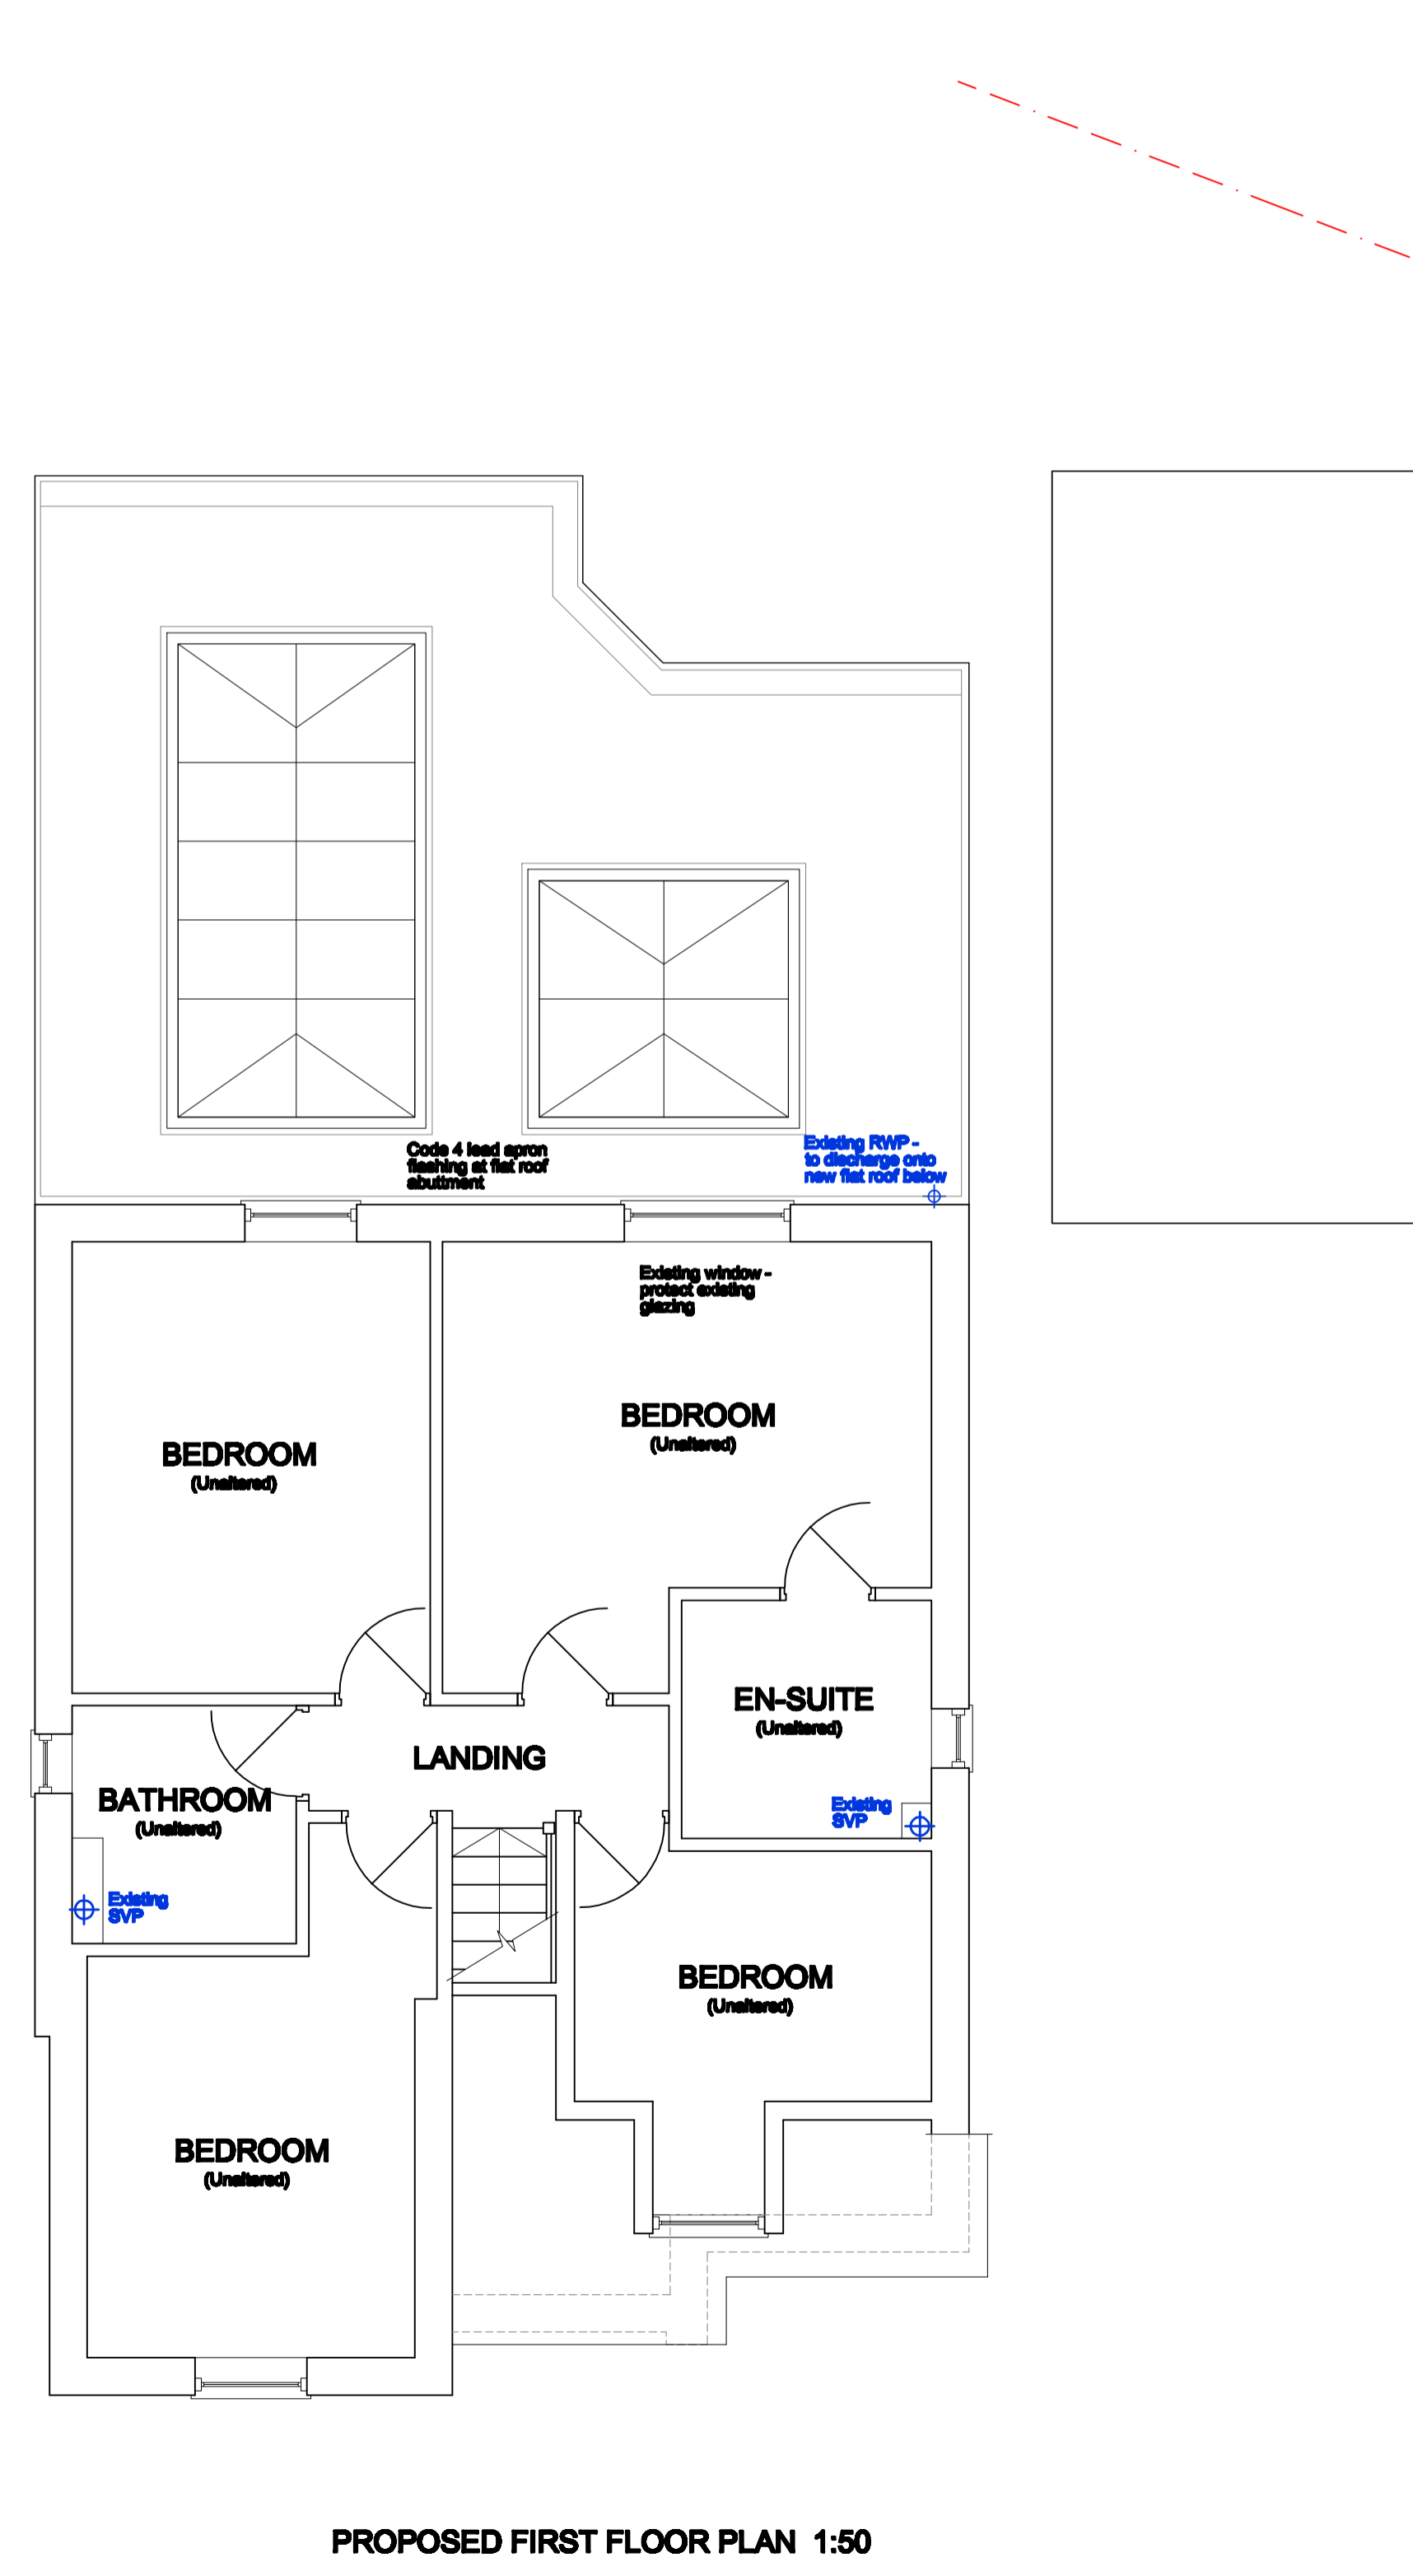 Code 4 lead apron
flashing at flat roof
abuttment
Existing RWP -
to discharge onto
new flat roof below
Existing window -
protect existing
glazing
BEDROOM
(Unaltered)
BEDROOM
(Unaltered)
EN-SUITE
(Unaltered)
LANDING
BATHROOM
(Unaltered)
Existing
SVP
Existing
SVP
BEDROOM
(Unaltered)
BEDROOM
(Unaltered)
PROPOSED FIRST FLOOR PLAN 1:50